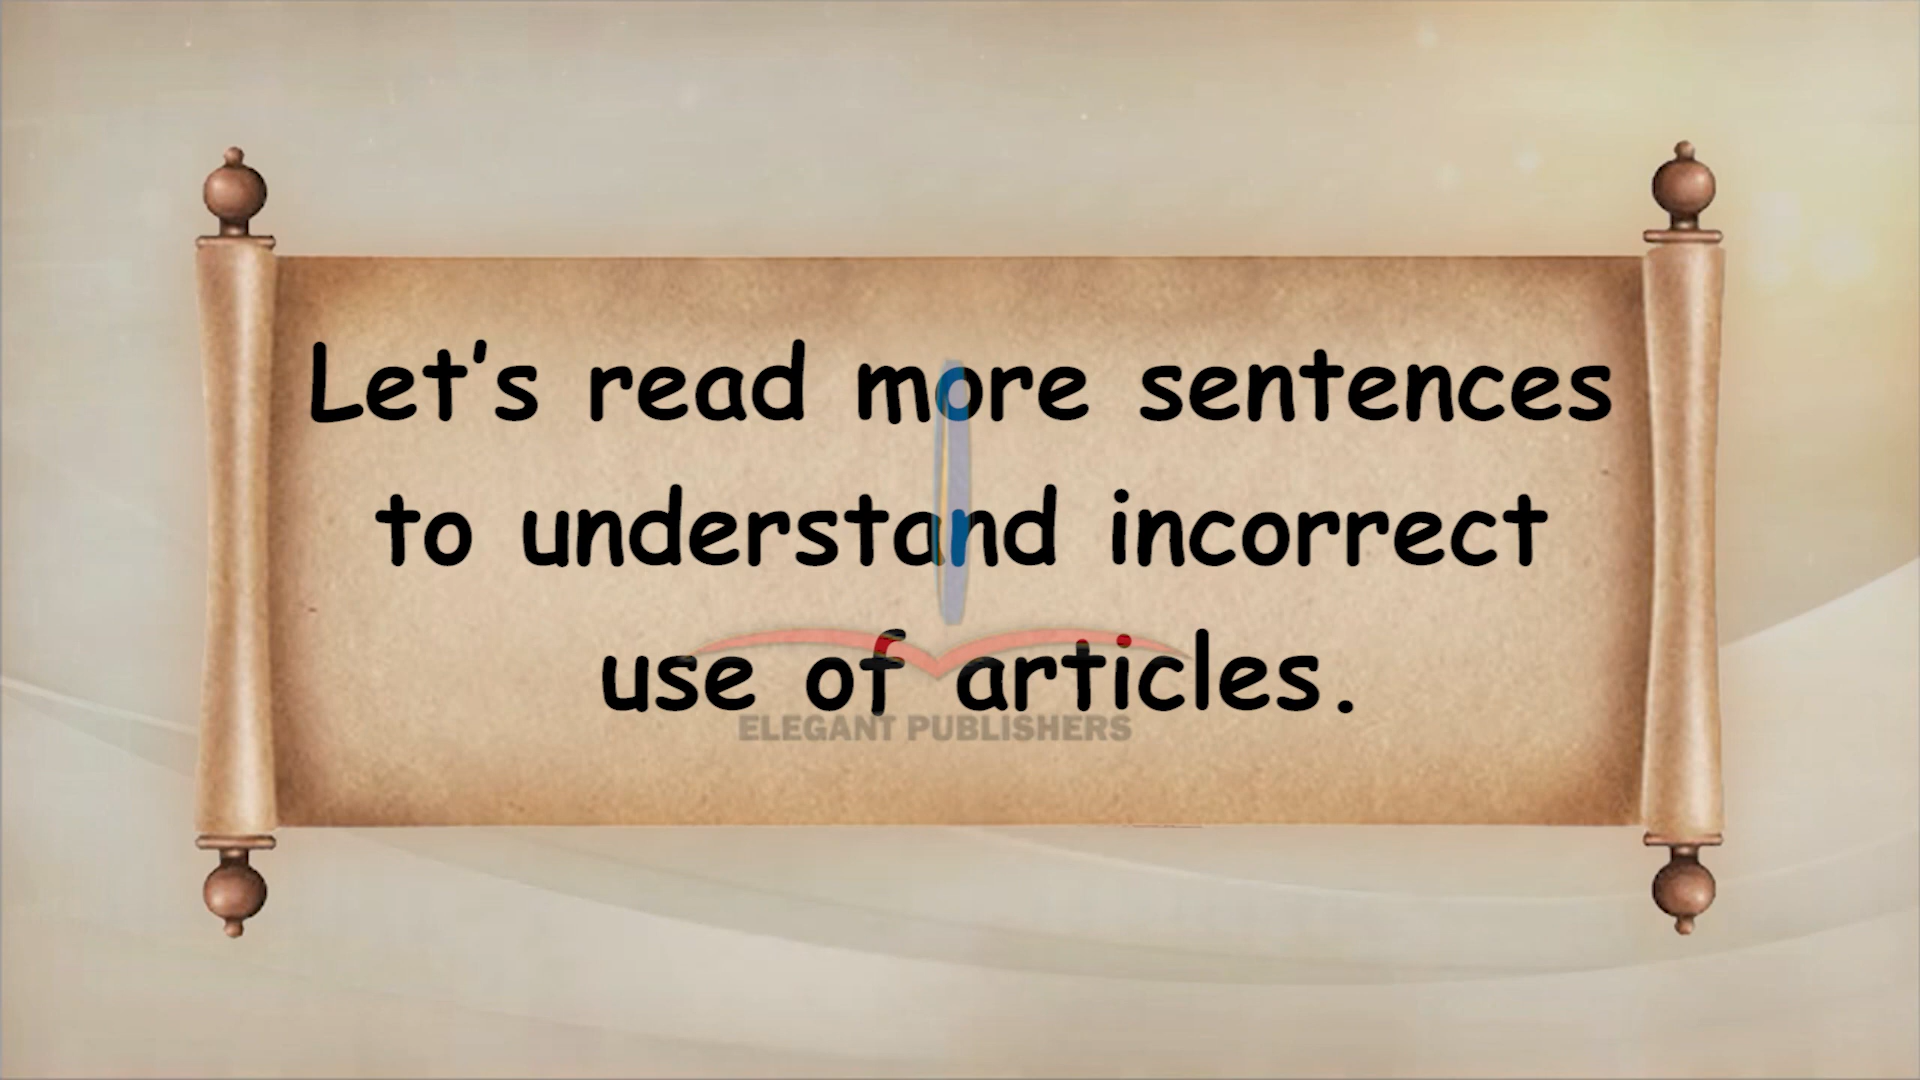 Let's read more sentences
to understand incorrect
use of articles.
ELEGANT PUBLISHERS